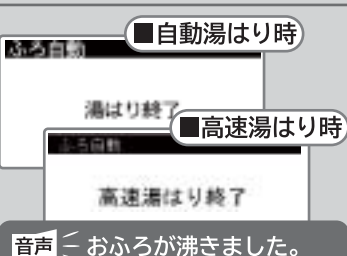 ■自動湯はり時
ふろ自動
湯はり終了
■高速湯はり時
ふろ自動
高速湯はり終了
音声 おふろが沸きました。